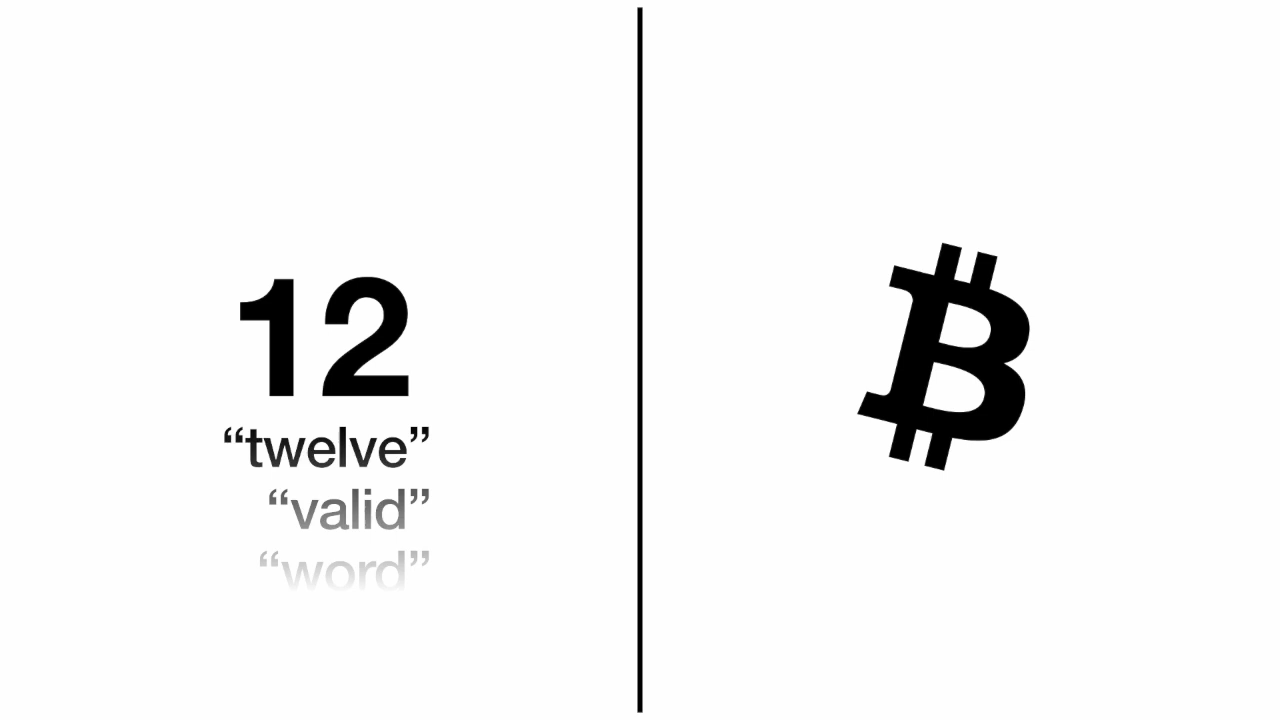 12
“twelve”
“valid”
“word”